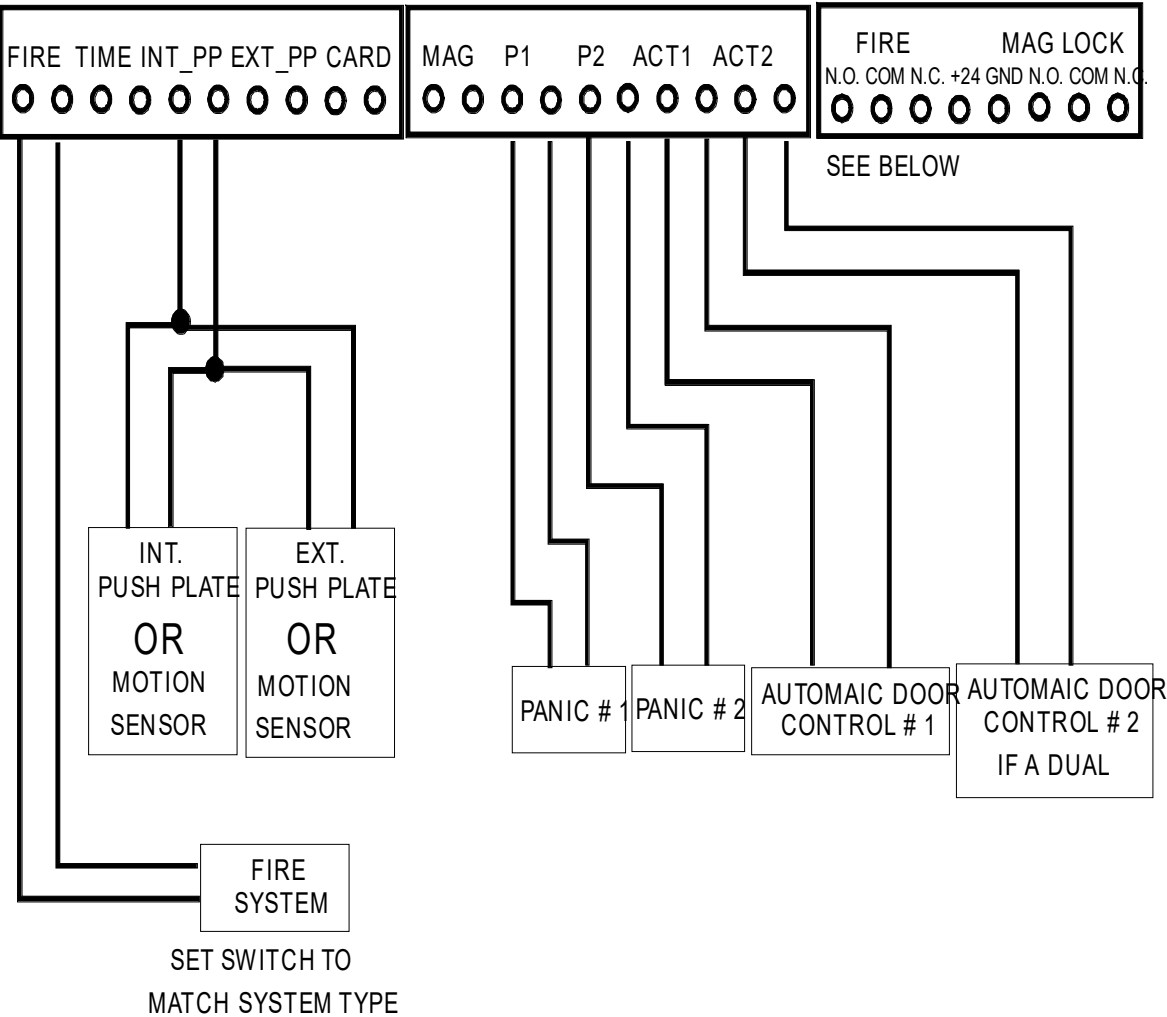 FIRE TIME INT_PP EXT_PP CARD
MAG P1 P2 ACT1 ACT2
FIRE MAG LOCK
N.O. COM N.C. +24 GND N.O. COM N.C.
SEE BELOW
INT.
PUSH PLATE
OR
MOTION
SENSOR
EXT.
PUSH PLATE
OR
MOTION
SENSOR
PANIC # 1
PANIC # 2
AUTOMAIC DOOR
CONTROL # 1
AUTOMAIC DOOR
CONTROL # 2
IF A DUAL
FIRE
SYSTEM
SET SWITCH TO
MATCH SYSTEM TYPE